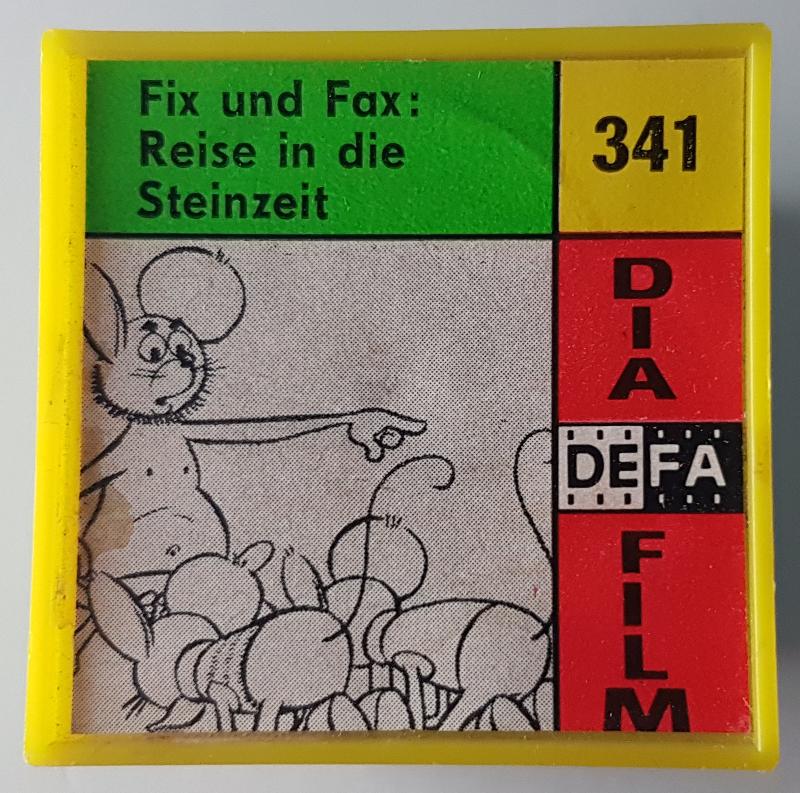 Fix und Fax:
Reise in die
Steinzeit
341
DIA
DEFA
FILM